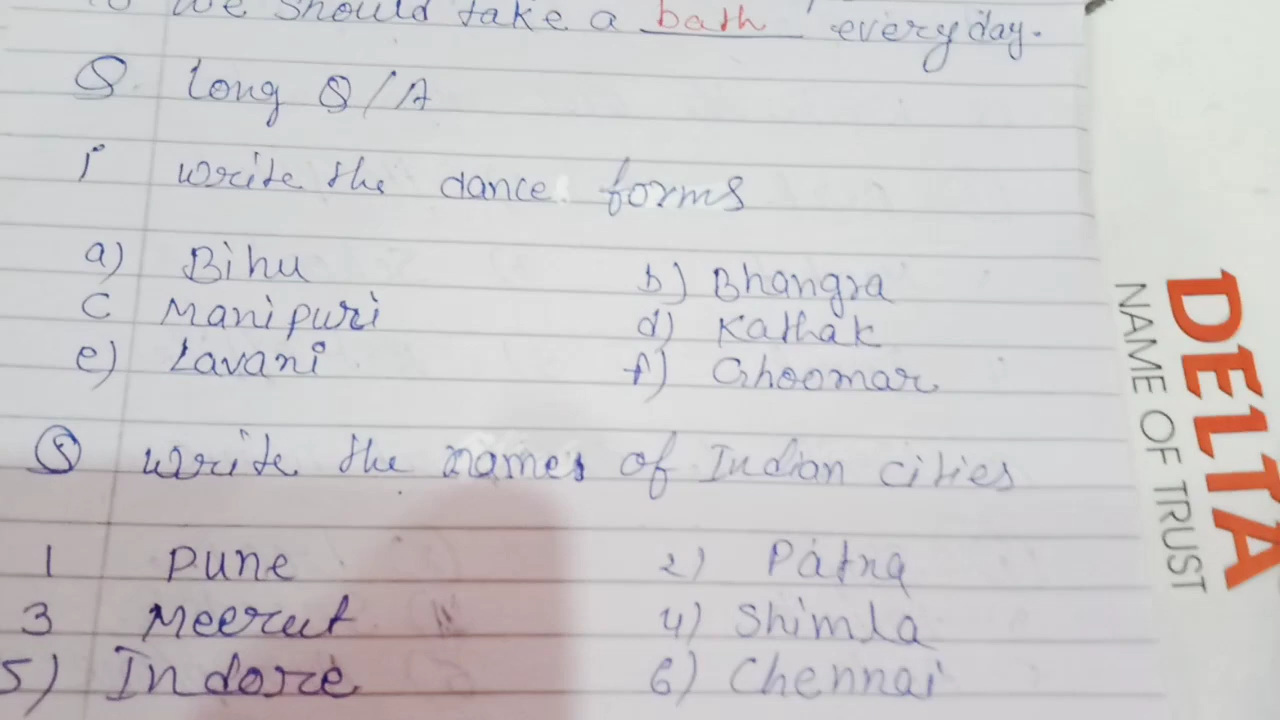 We should take a bath everyday.
Q Long Q/A
i write the dance forms
a) Bihu b) Bhangra
C Manipuri d) Kathak
e) Lavani f) Ghoomar
Q write the names of Indian cities
1 Pune 2) Patna
3 Meerut 4) Shimla
5) Indore 6) Chennai
DELTA
NAME OF TRUST